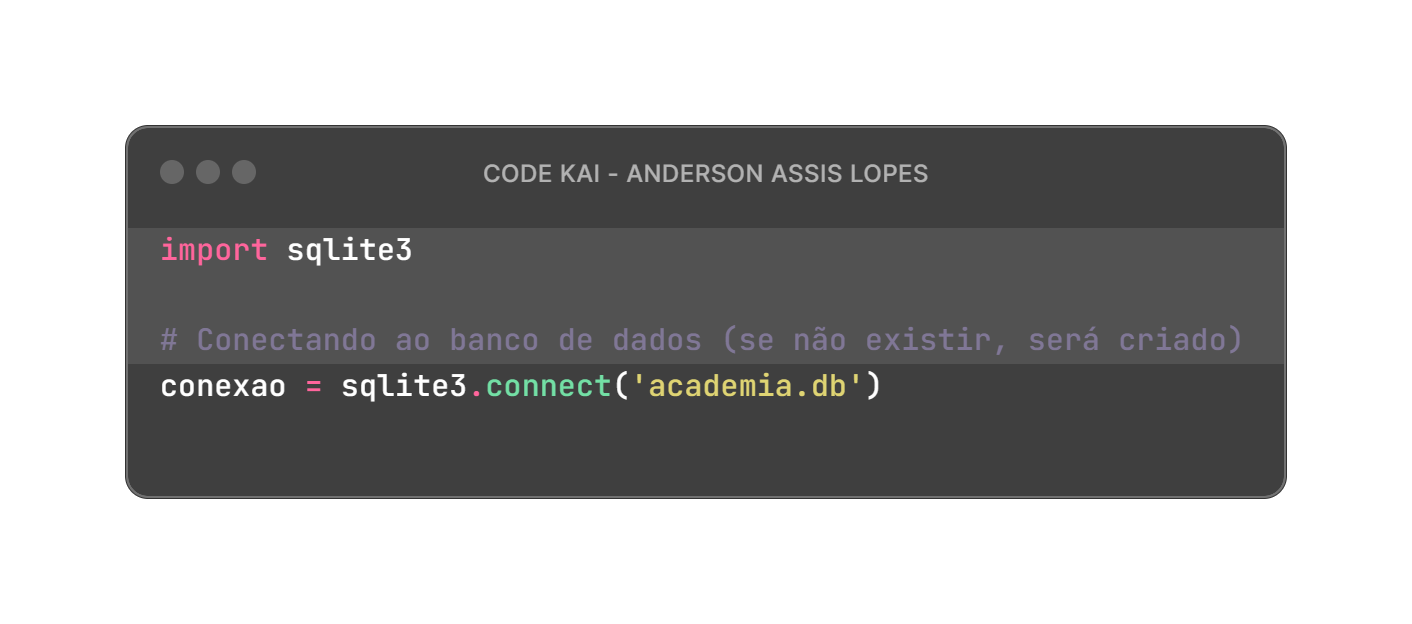 CODE KAI - ANDERSON ASSIS LOPES
import sqlite3
# Conectando ao banco de dados (se não existir, será criado)
conexao = sqlite3.connect('academia.db')